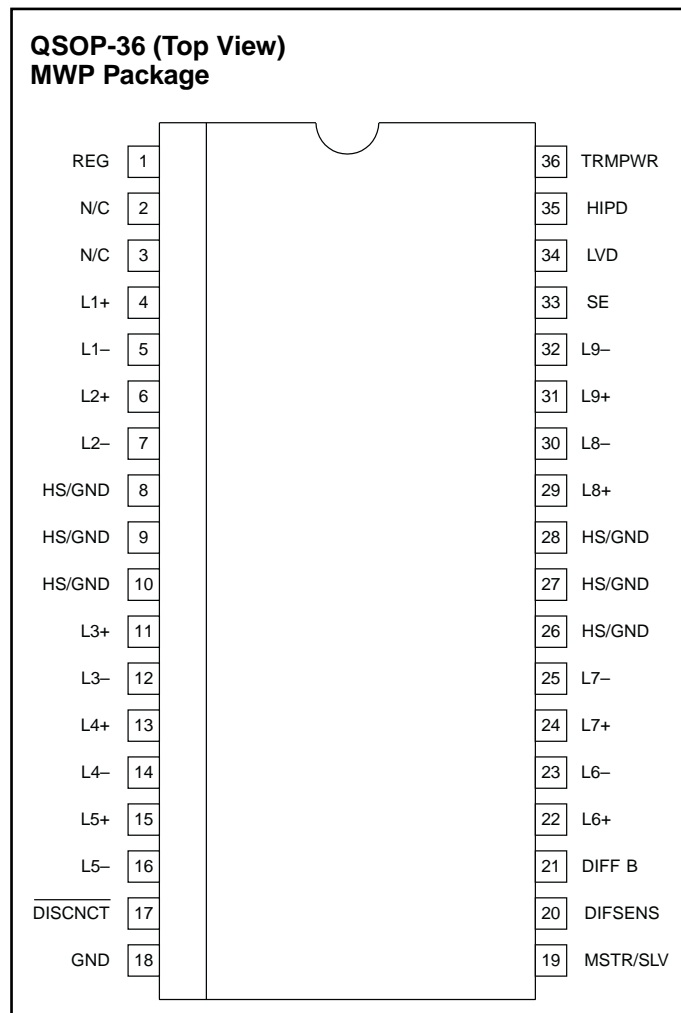 QSOP-36 (Top View)
MWP Package
REG 1 36 TRMPWR
N/C 2 35 HIPD
N/C 3 34 LVD
L1+ 4 33 SE
L1– 5 32 L9–
L2+ 6 31 L9+
L2– 7 30 L8–
HS/GND 8 29 L8+
HS/GND 9 28 HS/GND
HS/GND 10 27 HS/GND
L3+ 11 26 HS/GND
L3– 12 25 L7–
L4+ 13 24 L7+
L4– 14 23 L6–
L5+ 15 22 L6+
L5– 16 21 DIFF B
DISCNCT 17 20 DIFSENS
GND 18 19 MSTR/SLV